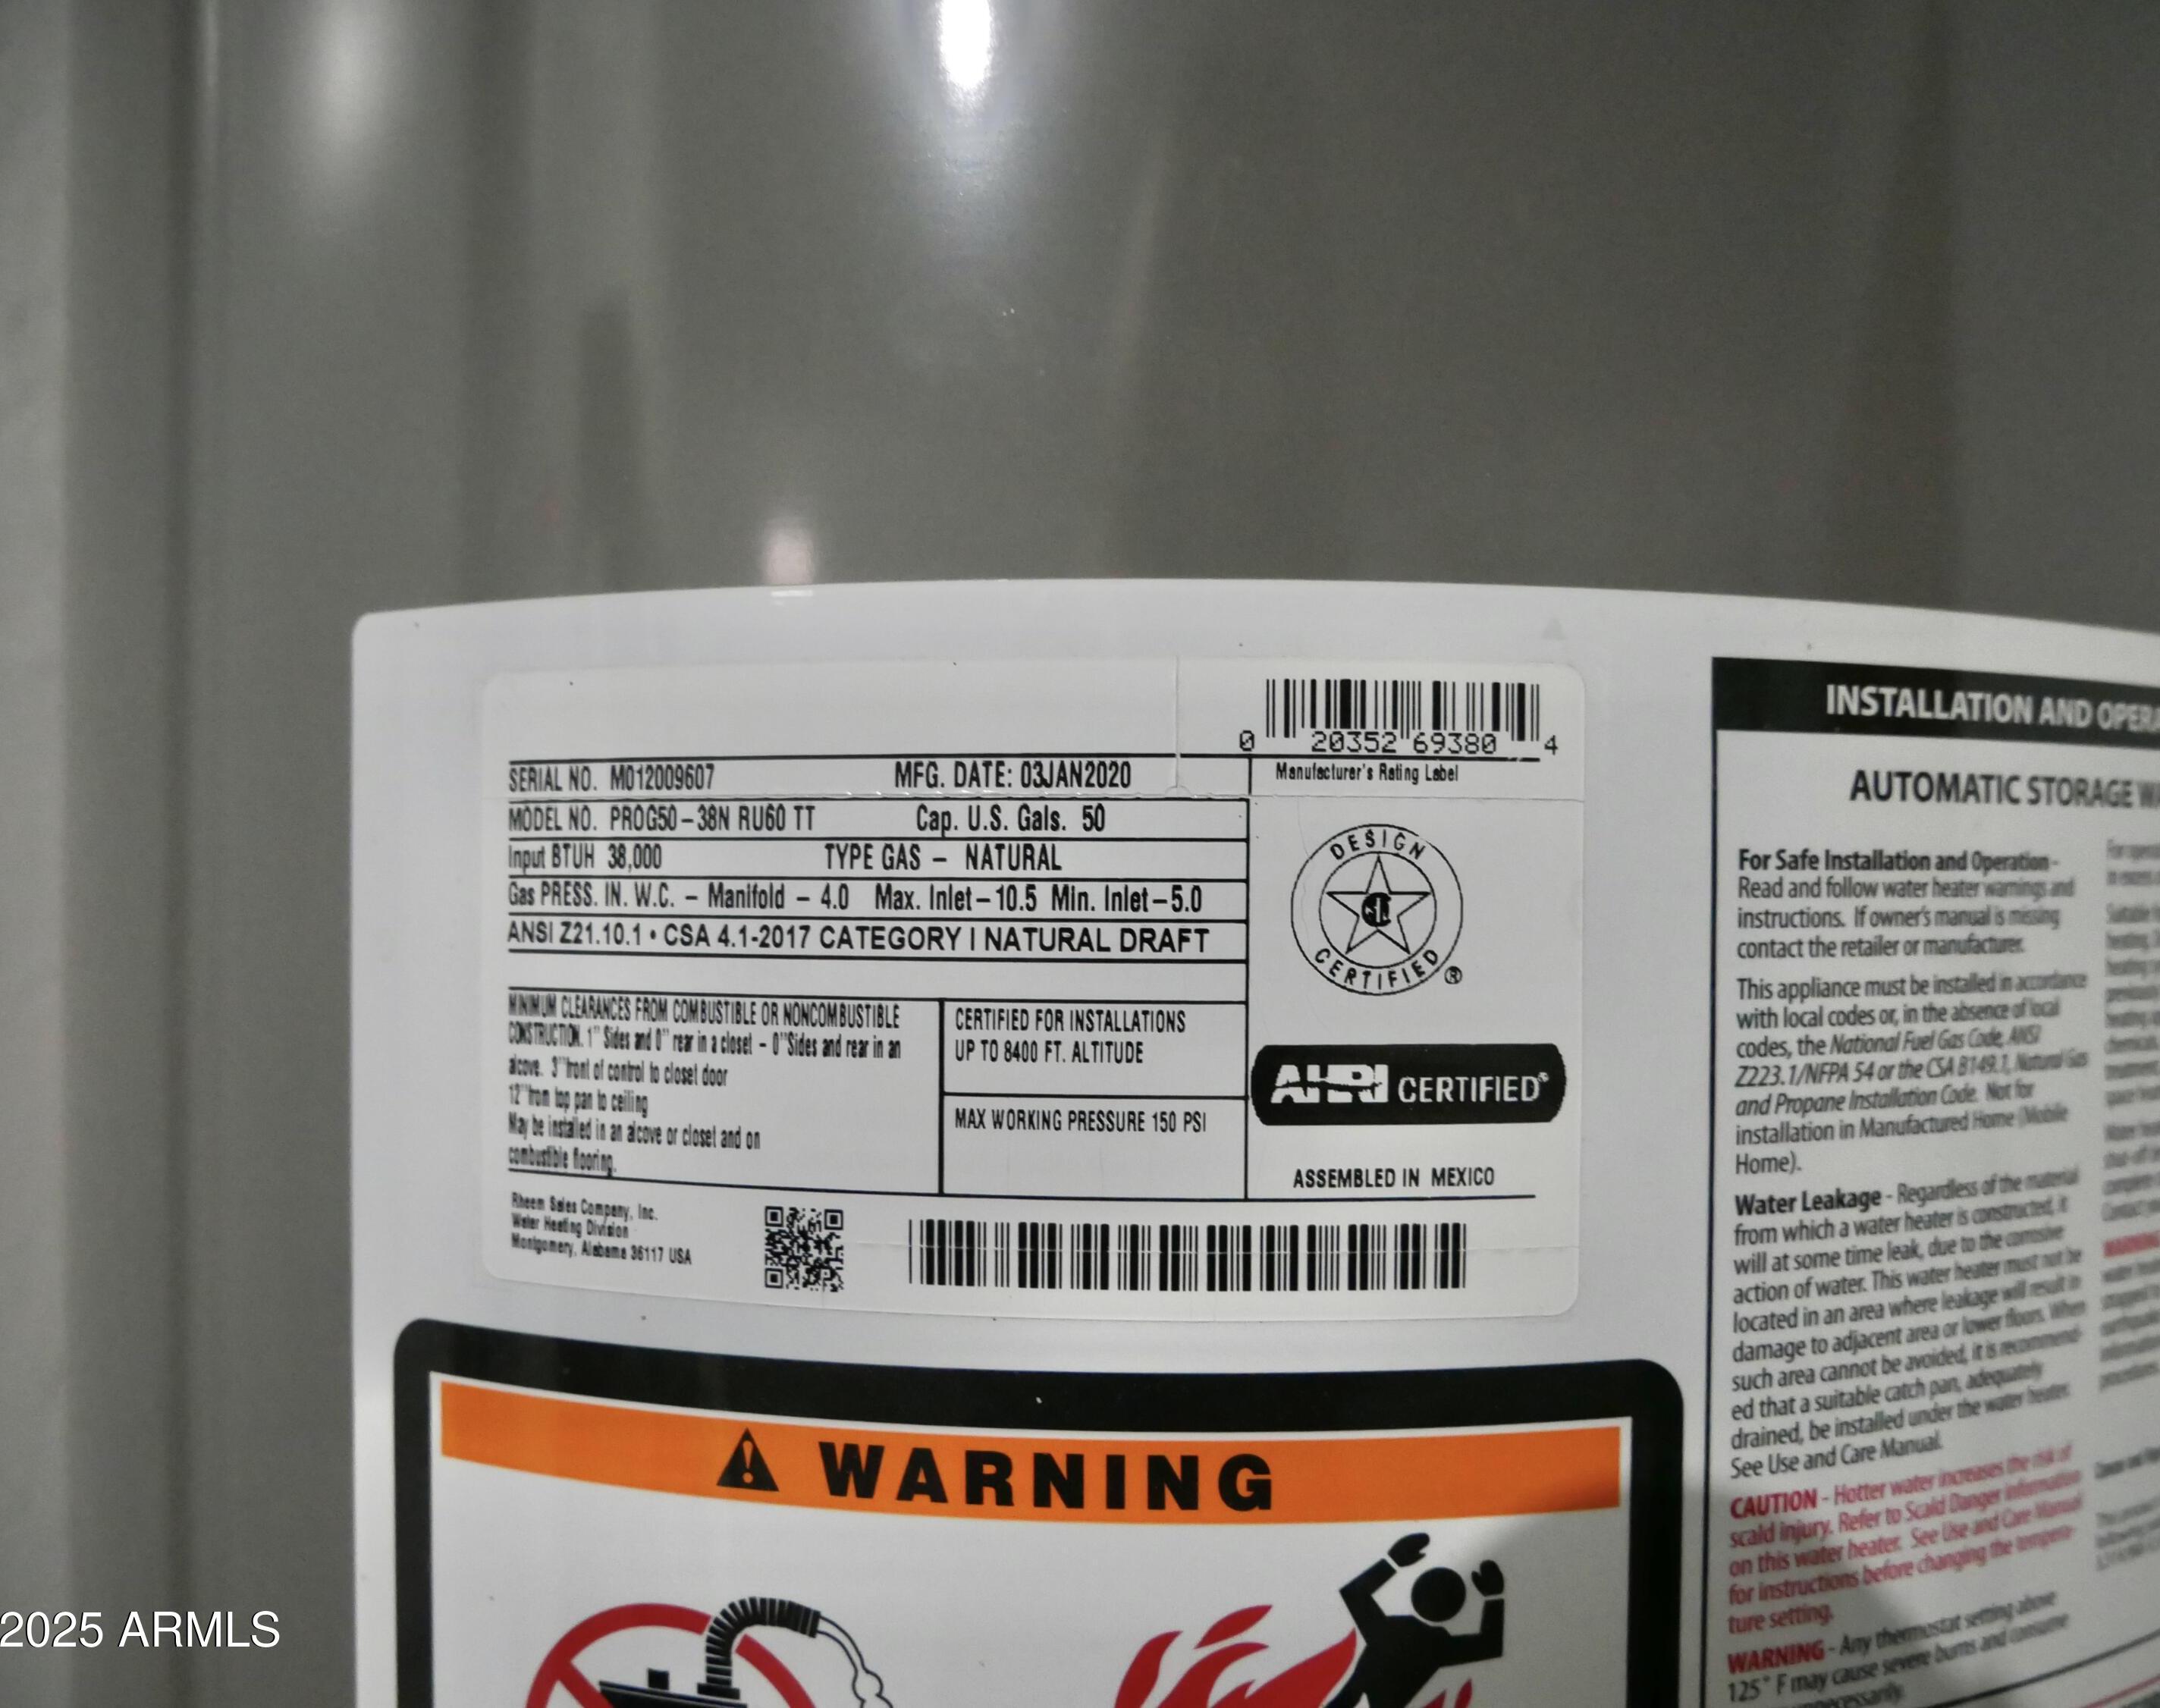 0 20352 69380 4
SERIAL NO. M012009607 MFG. DATE: 03JAN2020
Manufacturer's Rating Label
MODEL NO. PROG50-38N RU60 TT Cap. U.S. Gals. 50
Input BTUH 38,000 TYPE GAS - NATURAL
Gas PRESS. IN. W.C. - Manifold - 4.0 Max. Inlet-10.5 Min. Inlet-5.0
ANSI Z21.10.1 • CSA 4.1-2017 CATEGORY I NATURAL DRAFT
DESIGN
CERTIFIED ®
MINIMUM CLEARANCES FROM COMBUSTIBLE OR NONCOMBUSTIBLE
CONSTRUCTION. 1" Sides and 0" rear in a closet - 0"Sides and rear in an
alcove. 3"front of control to closet door
12"from top pan to ceiling
May be installed in an alcove or closet and on
combustible flooring.
CERTIFIED FOR INSTALLATIONS
UP TO 8400 FT. ALTITUDE
MAX WORKING PRESSURE 150 PSI
AHRI CERTIFIED®
ASSEMBLED IN MEXICO
Rheem Sales Company, Inc.
Water Heating Division
Montgomery, Alabama 36117 USA
WARNING
INSTALLATION AND OPERA
AUTOMATIC STORAGE WA
For Safe Installation and Operation -
Read and follow water heater warnings and
instructions. If owner's manual is missing
contact the retailer or manufacturer.
This appliance must be installed in accordance
with local codes or, in the absence of local
codes, the National Fuel Gas Code, ANSI
Z223.1/NFPA 54 or the CSA B149.1, Natural Gas
and Propane Installation Code. Not for
installation in Manufactured Home (Mobile
Home).
Water Leakage - Regardless of the material
from which a water heater is constructed, it
will at some time leak, due to the corrosive
action of water. This water heater must not be
located in an area where leakage will result in
damage to adjacent area or lower floors. When
such area cannot be avoided, it is recommend-
ed that a suitable catch pan, adequately
drained, be installed under the water heater.
See Use and Care Manual.
CAUTION - Hotter water increases the risk of
scald injury. Refer to Scald Danger information
on this water heater. See Use and Care Manual
for instructions before changing the tempera-
ture setting.
WARNING - Any thermostat setting above
125° F may cause severe burns and consume
unnecessarily.
2025 ARMLS